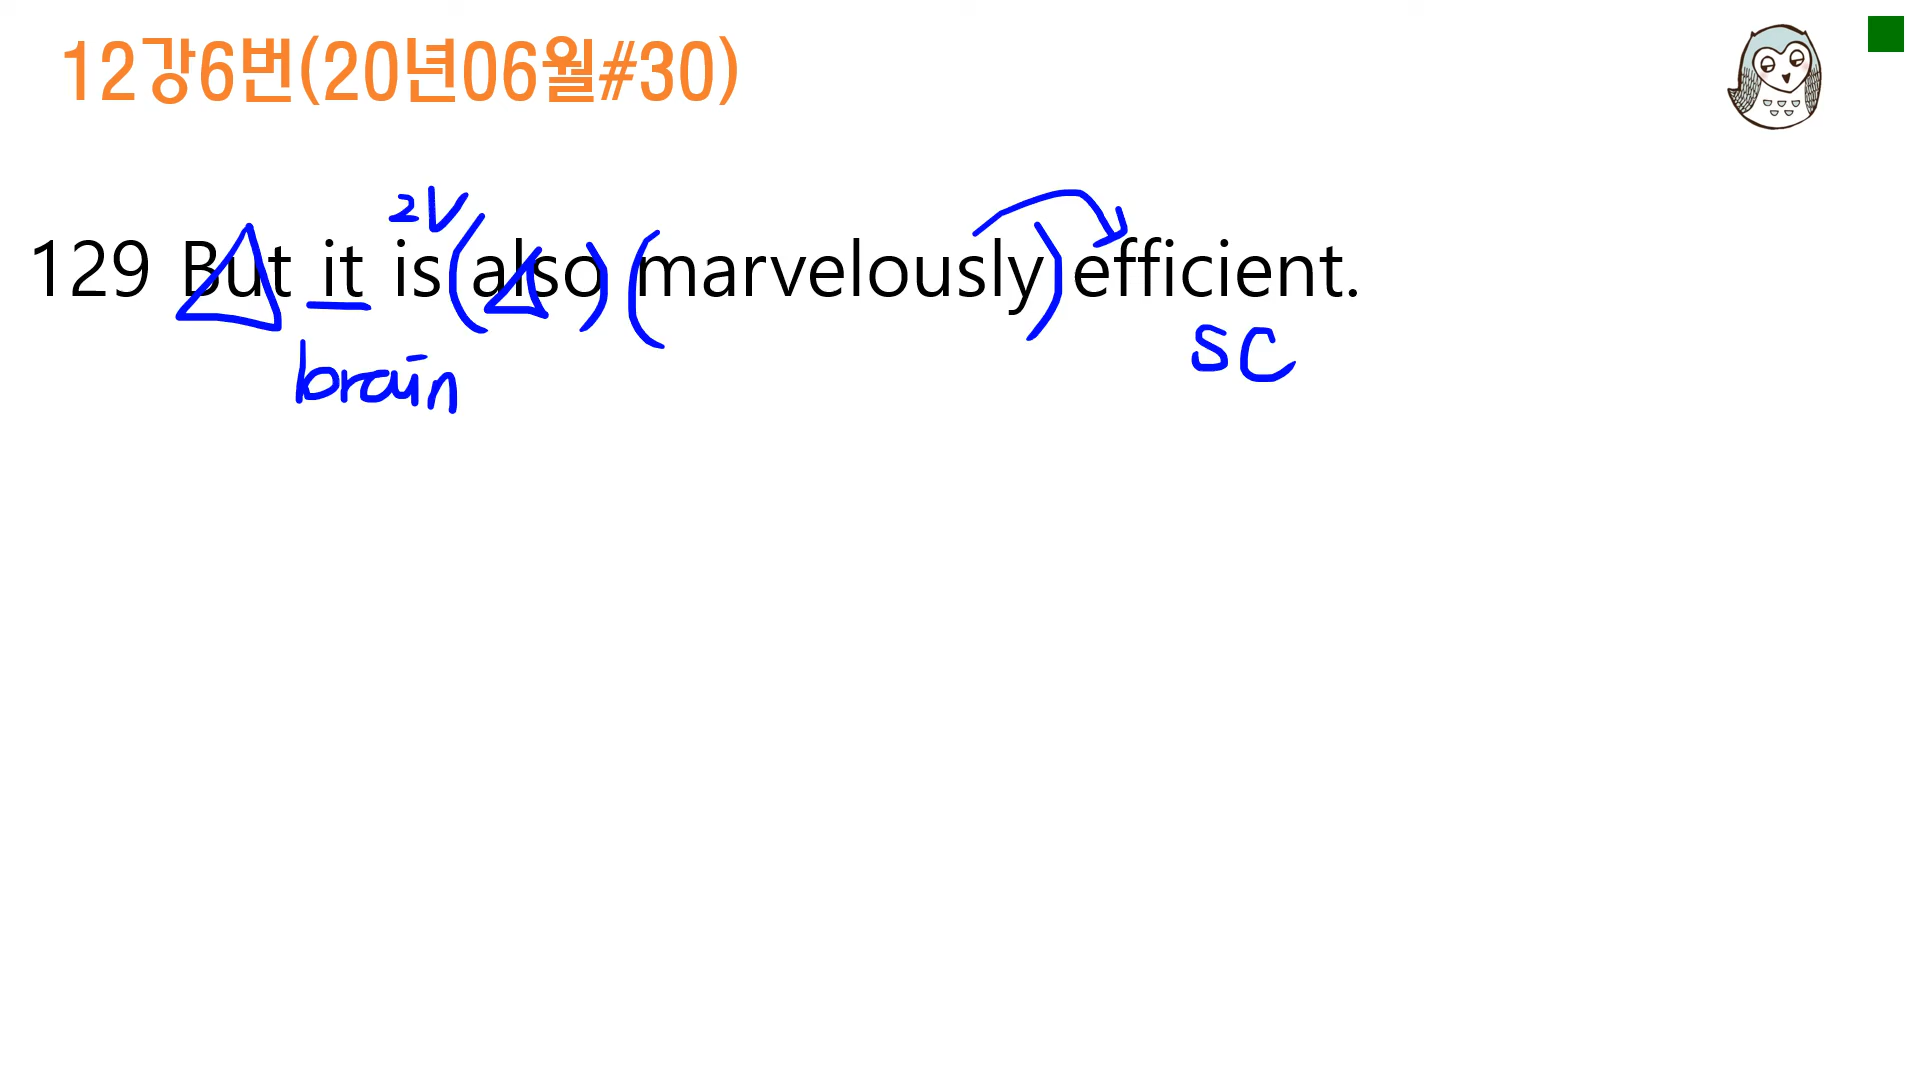 12강6번(20년06월#30)
2V
129 But it is (also) (marvelously) efficient.
SC
brain